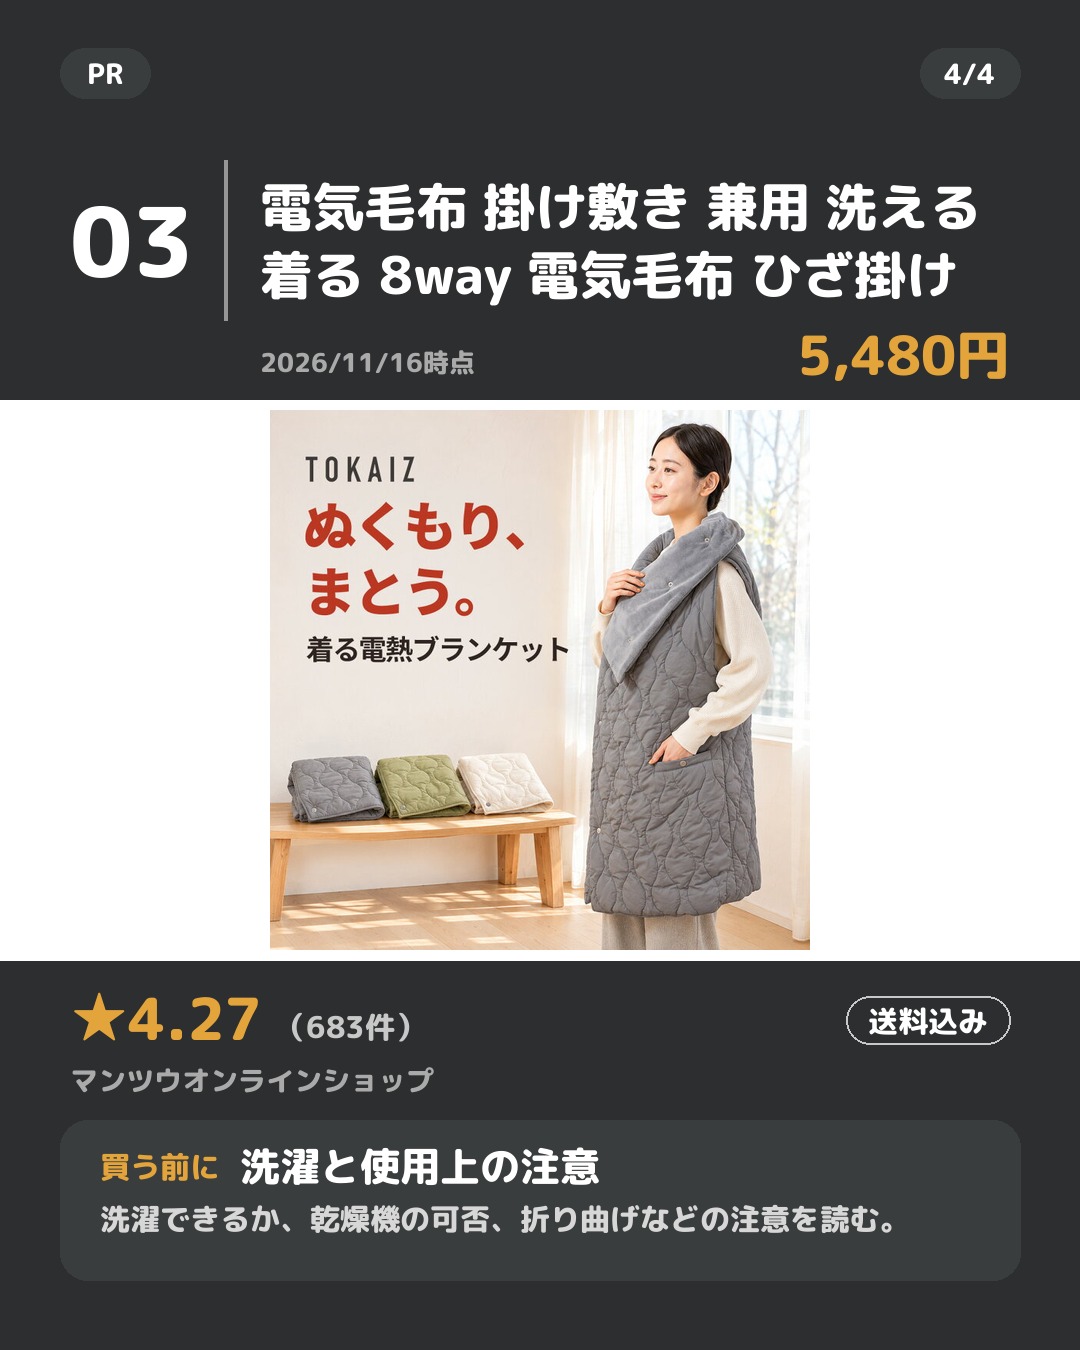 PR
4/4
03
電気毛布 掛け敷き 兼用 洗える
着る 8way 電気毛布 ひざ掛け
2026/11/16時点
5,480円
TOKAIZ
ぬくもり、
まとう。
着る電熱ブランケット
★4.27 （683件）
送料込み
マンツウオンラインショップ
買う前に 洗濯と使用上の注意
洗濯できるか、乾燥機の可否、折り曲げなどの注意を読む。